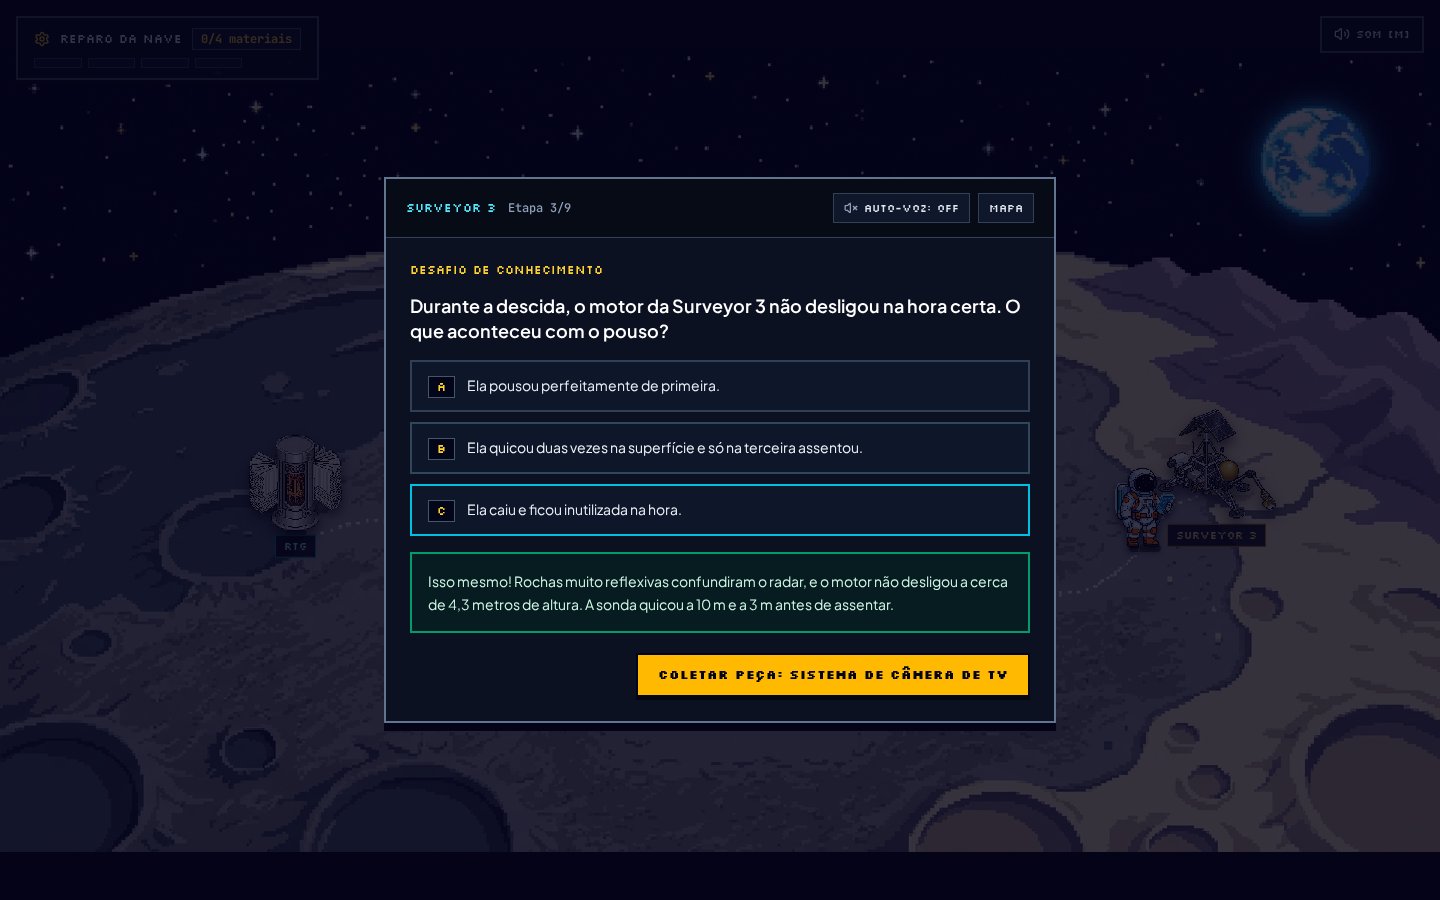 REPARO DA NAVE 0/4 materiais
SOM [M]
SURVEYOR 3 Etapa 3/9
AUTO-VOZ: OFF
MAPA
DESAFIO DE CONHECIMENTO
Durante a descida, o motor da Surveyor 3 não desligou na hora certa. O
que aconteceu com o pouso?
A Ela pousou perfeitamente de primeira.
B Ela quicou duas vezes na superfície e só na terceira assentou.
C Ela caiu e ficou inutilizada na hora.
Isso mesmo! Rochas muito reflexivas confundiram o radar, e o motor não desligou a cerca
de 4,3 metros de altura. A sonda quicou a 10 m e a 3 m antes de assentar.
COLETAR PEÇA: SISTEMA DE CÂMERA DE TV
RTG
SURVEYOR 3